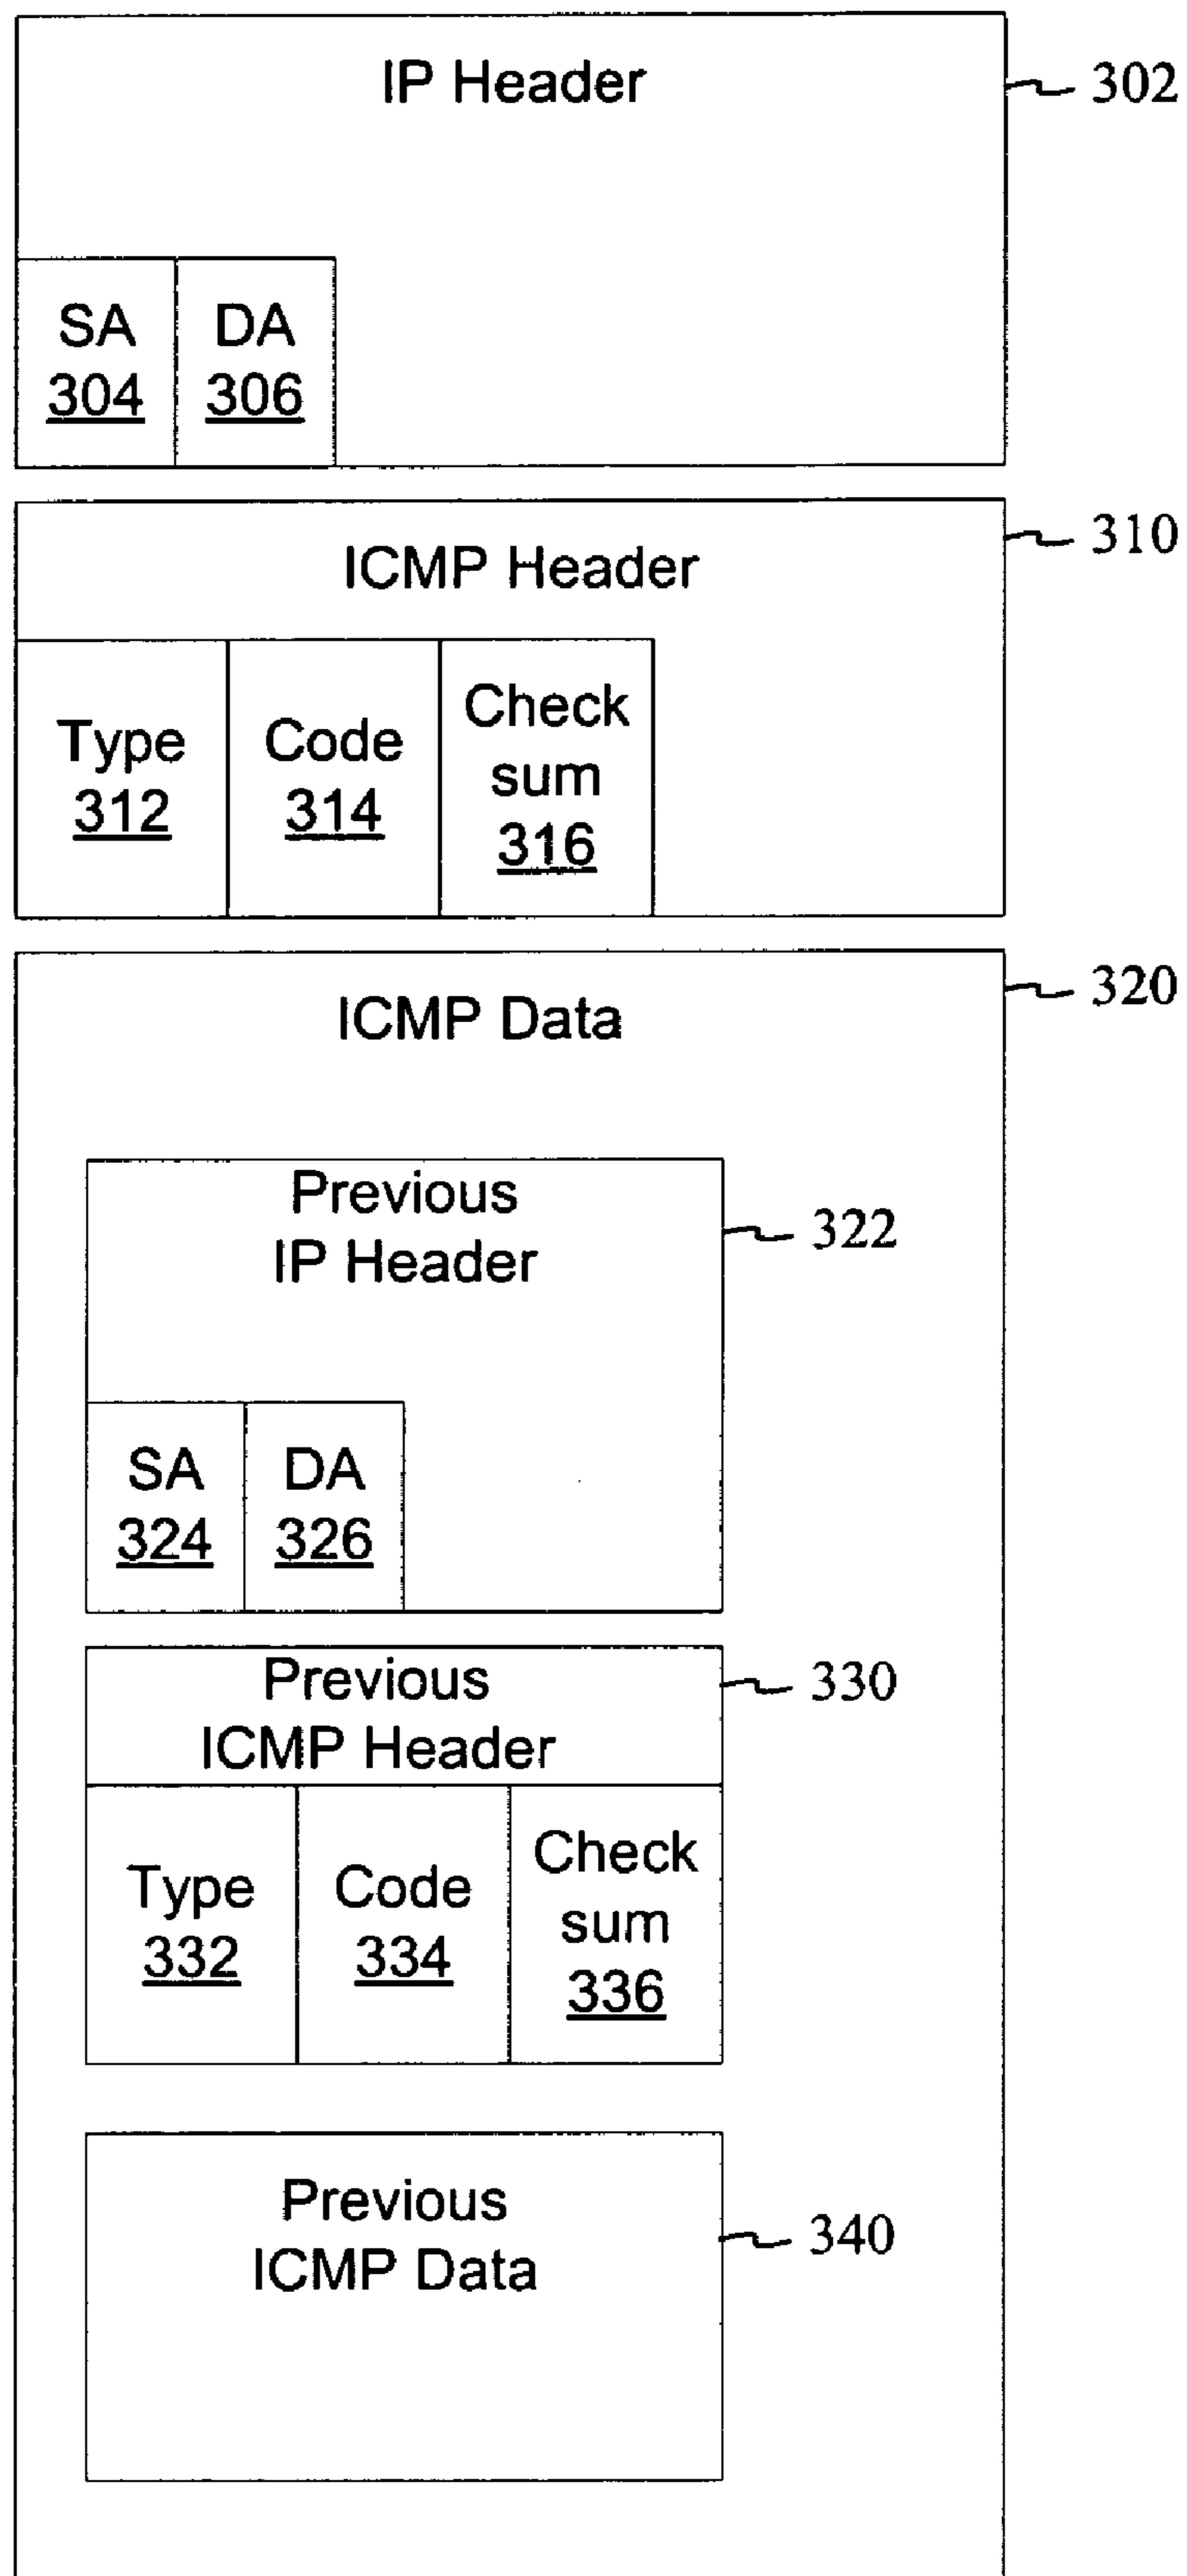 IP Header
302
SA
304
DA
306
ICMP Header
310
Type
312
Code
314
Check
sum
316
ICMP Data
320
Previous
IP Header
322
SA
324
DA
326
Previous
ICMP Header
330
Type
332
Code
334
Check
sum
336
Previous
ICMP Data
340